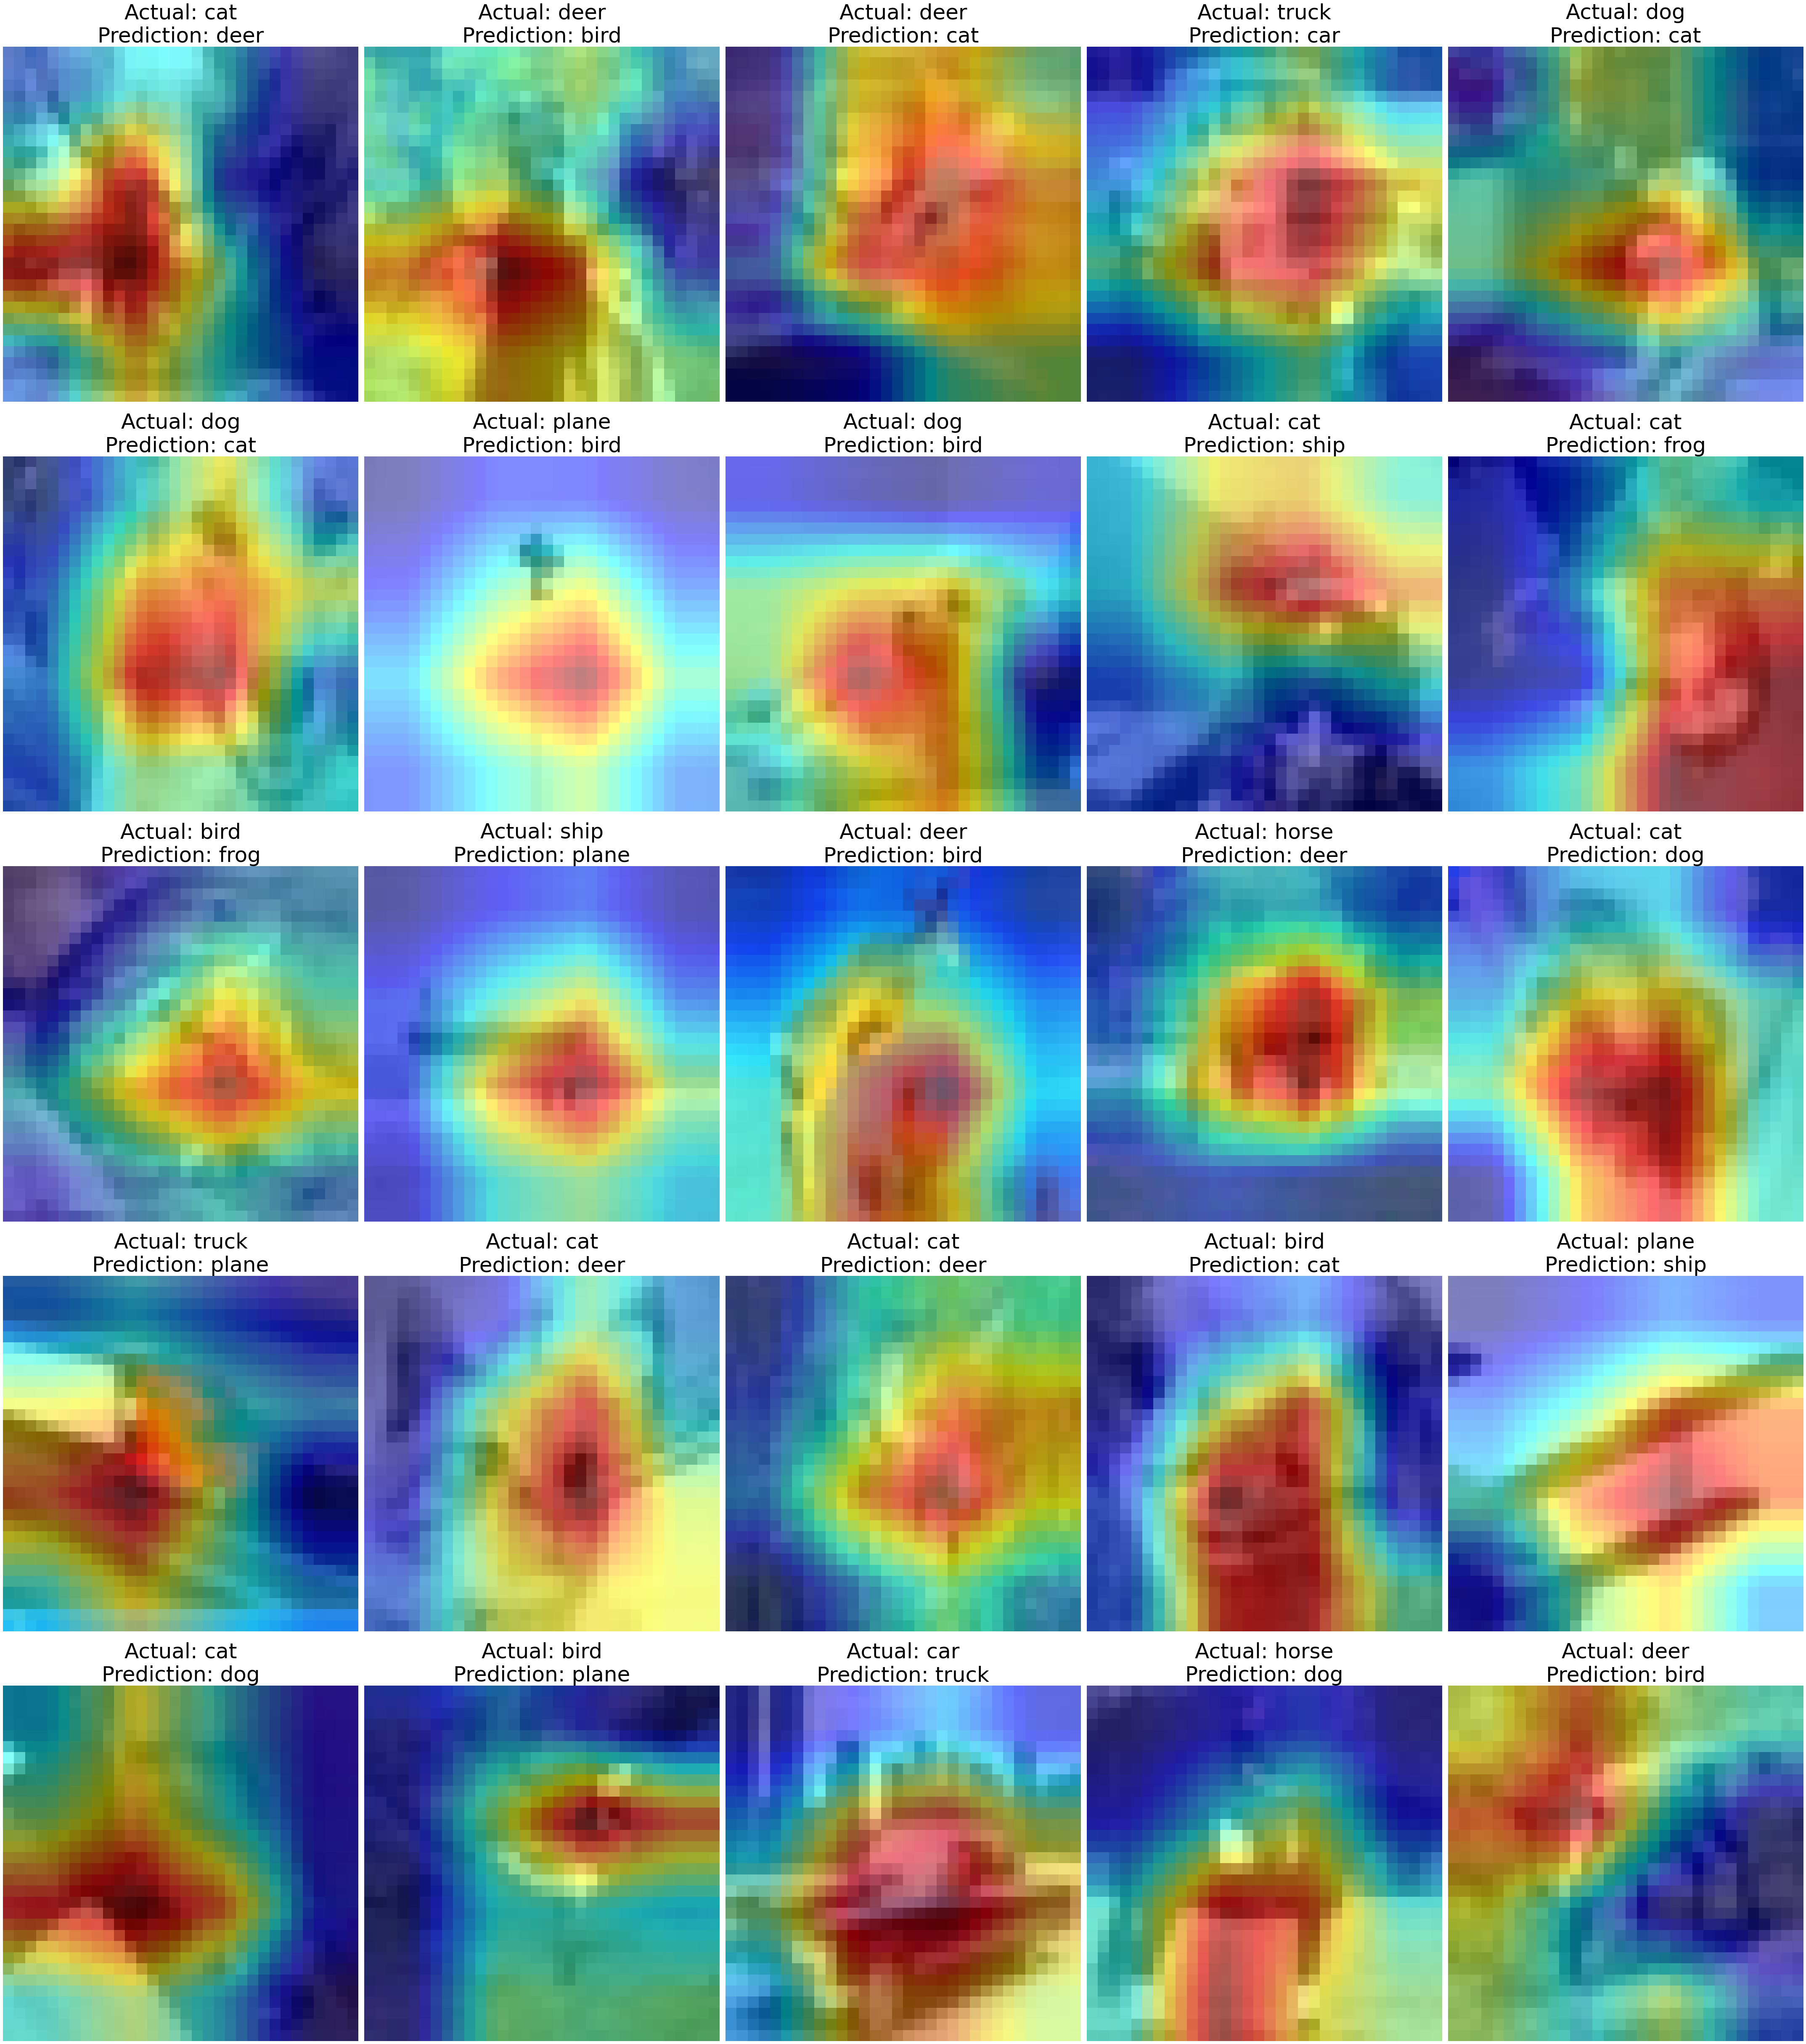 Actual: cat
Prediction: deer
Actual: deer
Prediction: bird
Actual: deer
Prediction: cat
Actual: truck
Prediction: car
Actual: dog
Prediction: cat
Actual: dog
Prediction: cat
Actual: plane
Prediction: bird
Actual: dog
Prediction: bird
Actual: cat
Prediction: ship
Actual: cat
Prediction: frog
Actual: bird
Prediction: frog
Actual: ship
Prediction: plane
Actual: deer
Prediction: bird
Actual: horse
Prediction: deer
Actual: cat
Prediction: dog
Actual: truck
Prediction: plane
Actual: cat
Prediction: deer
Actual: cat
Prediction: deer
Actual: bird
Prediction: cat
Actual: plane
Prediction: ship
Actual: cat
Prediction: dog
Actual: bird
Prediction: plane
Actual: car
Prediction: truck
Actual: horse
Prediction: dog
Actual: deer
Prediction: bird